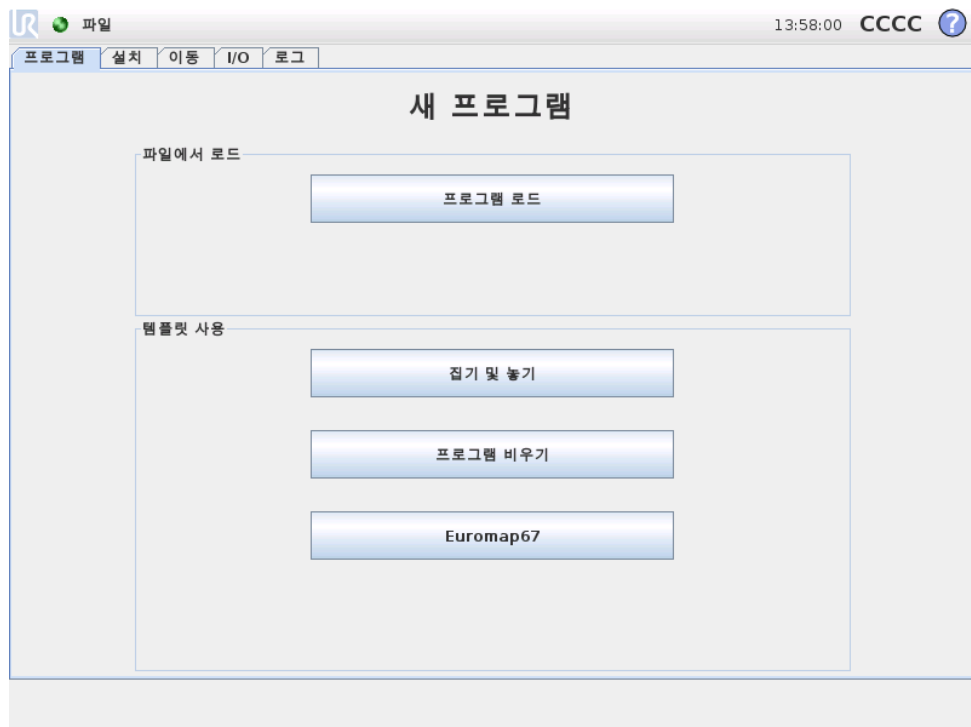 UR 파일 13:58:00 CCCC ?
프로그램 설치 이동 I/O 로그
새 프로그램
파일에서 로드
프로그램 로드
템플릿 사용
집기 및 놓기
프로그램 비우기
Euromap67